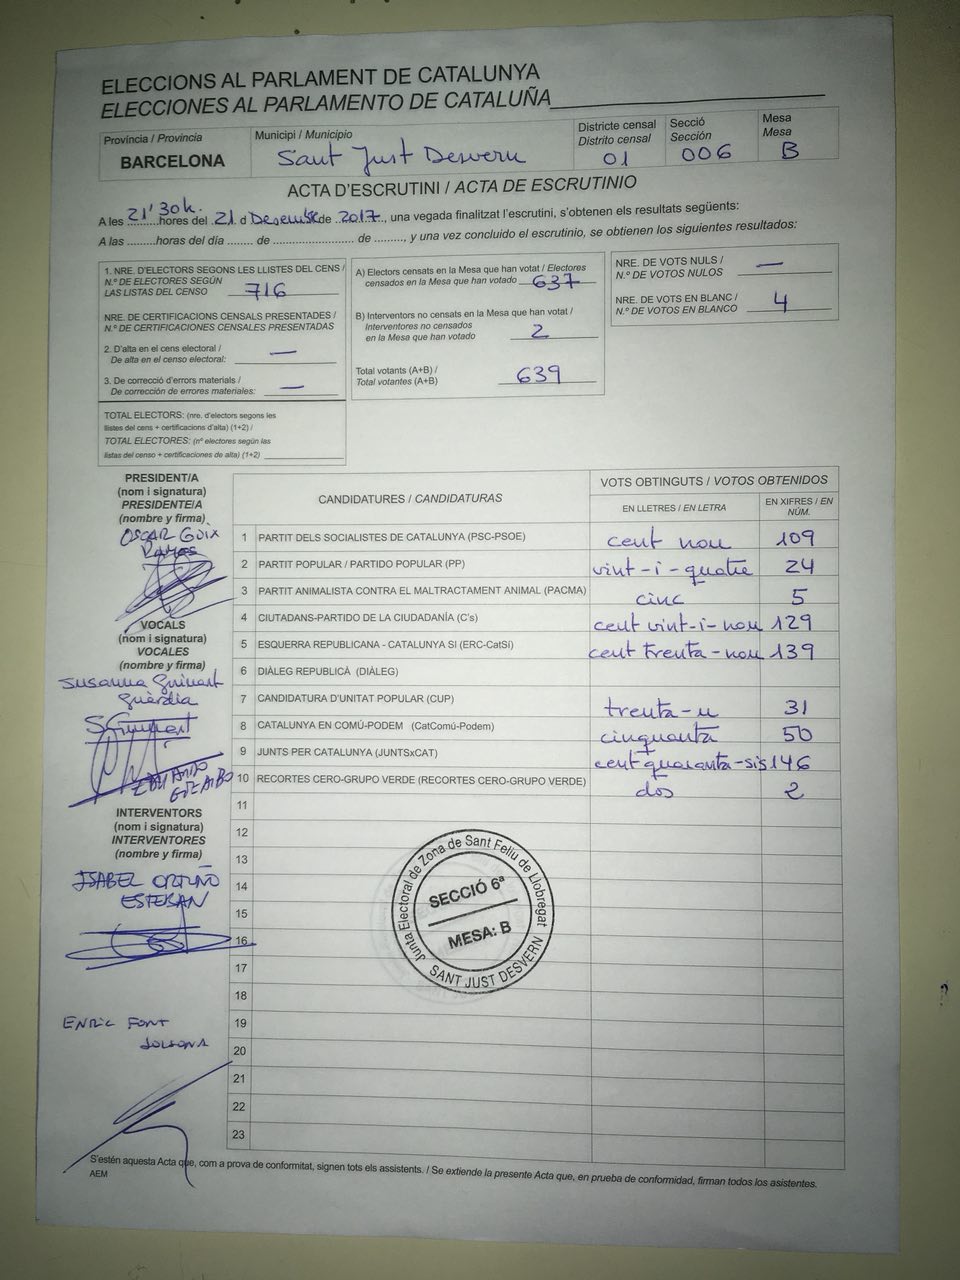 ELECCIONS AL PARLAMENT DE CATALUNYA
ELECCIONES AL PARLAMENTO DE CATALUÑA
Província / Provincia
BARCELONA
Municipi / Municipio
Sant Just Desvern
Districte censal
Distrito censal
01
Secció
Sección
006
Mesa
Mesa
B
ACTA D'ESCRUTINI / ACTA DE ESCRUTINIO
A les 21'30h. hores del 21 d Desembre de 2017, una vegada finalitzat l'escrutini, s'obtenen els resultats següents:
A las .........horas del día ........ de ........................ de ........., y una vez concluido el escrutinio, se obtienen los siguientes resultados:
1. NRE. D'ELECTORS SEGONS LES LLISTES DEL CENS /
N.º DE ELECTORES SEGÚN
LAS LISTAS DEL CENSO 716
NRE. DE CERTIFICACIONS CENSALS PRESENTADES /
N.º DE CERTIFICACIONES CENSALES PRESENTADAS
2. D'alta en el cens electoral /
De alta en el censo electoral: —
3. De correcció d'errors materials /
De corrección de errores materiales: —
TOTAL ELECTORS: (nre. d'electors segons les
llistes del cens + certificacions d'alta) (1+2) /
TOTAL ELECTORES: (nº electores según las
listas del censo + certificaciones de alta) (1+2)
A) Electors censats en la Mesa que han votat / Electores
censados en la Mesa que han votado 637
B) Interventors no censats en la Mesa que han votat /
Interventores no censados
en la Mesa que han votado 2
Total votants (A+B) /
Total votantes (A+B) 639
NRE. DE VOTS NULS /
N.º DE VOTOS NULOS —
NRE. DE VOTS EN BLANC /
N.º DE VOTOS EN BLANCO 4
PRESIDENT/A
(nom i signatura)
PRESIDENTE/A
(nombre y firma)
OSCAR GUIX
Ramos
VOCALS
(nom i signatura)
VOCALES
(nombre y firma)
Susanna Guinart
Guàrdia
SGuinart
INTERVENTORS
(nom i signatura)
INTERVENTORES
(nombre y firma)
ISABEL ORTUÑO
ESTEBAN
ENRIC FONT
CANDIDATURES / CANDIDATURAS
VOTS OBTINGUTS / VOTOS OBTENIDOS
EN LLETRES / EN LETRA
EN XIFRES / EN NÚM.
1 PARTIT DELS SOCIALISTES DE CATALUNYA (PSC-PSOE) cent nou 109
2 PARTIT POPULAR / PARTIDO POPULAR (PP) vint-i-quatre 24
3 PARTIT ANIMALISTA CONTRA EL MALTRACTAMENT ANIMAL (PACMA) cinc 5
4 CIUTADANS-PARTIDO DE LA CIUDADANÍA (C's) cent vint-i-nou 129
5 ESQUERRA REPUBLICANA - CATALUNYA SI (ERC-CatSí) cent trenta-nou 139
6 DIÀLEG REPUBLICÀ (DIÀLEG)
7 CANDIDATURA D'UNITAT POPULAR (CUP) trenta-u 31
8 CATALUNYA EN COMÚ-PODEM (CatComú-Podem) cinquanta 50
9 JUNTS PER CATALUNYA (JUNTSxCAT) cent quaranta-sis 146
10 RECORTES CERO-GRUPO VERDE (RECORTES CERO-GRUPO VERDE) dos 2
11
12
13
14
15
16
17
18
19
20
21
22
23
Junta Electoral de Zona de Sant Feliu de Llobregat
SECCIÓ 6ª
MESA: B
SANT JUST DESVERN
S'estén aquesta Acta que, com a prova de conformitat, signen tots els assistents. / Se extiende la presente Acta que, en prueba de conformidad, firman todos los asistentes.
AEM